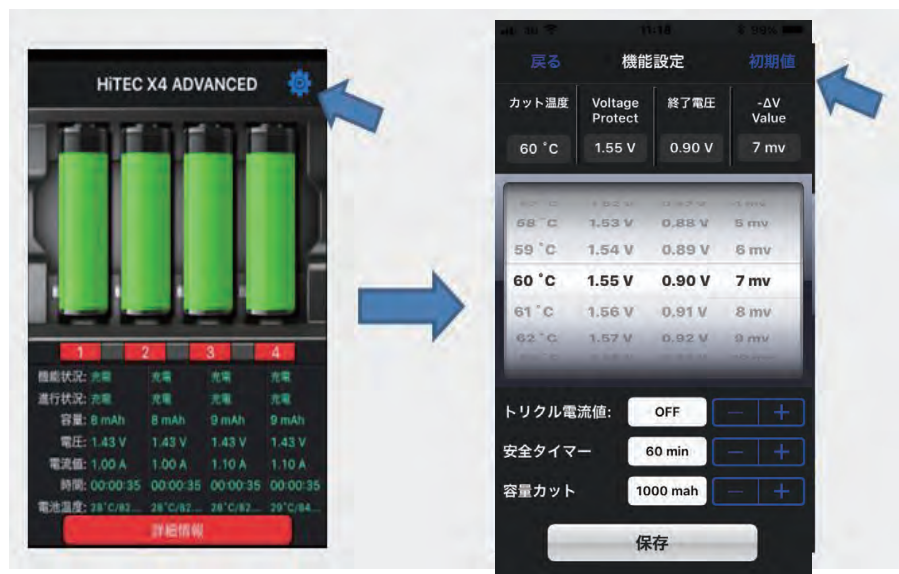 HiTEC X4 ADVANCED
1 2 3 4
機能状況: 充電 充電 充電 充電
進行状況: 充電 充電 充電 充電
容量: 8 mAh 8 mAh 9 mAh 9 mAh
電圧: 1.43 V 1.43 V 1.43 V 1.43 V
電流値: 1.00 A 1.00 A 1.10 A 1.10 A
時間: 00:00:35 00:00:35 00:00:35 00:00:35
電池温度: 28°C/82... 28°C/82... 28°C/82... 29°C/84...
詳細情報
11:18 99%
戻る 機能設定 初期値
カット温度 Voltage Protect 終了電圧 -ΔV Value
60 °C 1.55 V 0.90 V 7 mv
58 °C 1.53 V 0.88 V 5 mv
59 °C 1.54 V 0.89 V 6 mv
60 °C 1.55 V 0.90 V 7 mv
61 °C 1.56 V 0.91 V 8 mv
62 °C 1.57 V 0.92 V 9 mv
トリクル電流値: OFF − +
安全タイマー 60 min − +
容量カット 1000 mah − +
保存